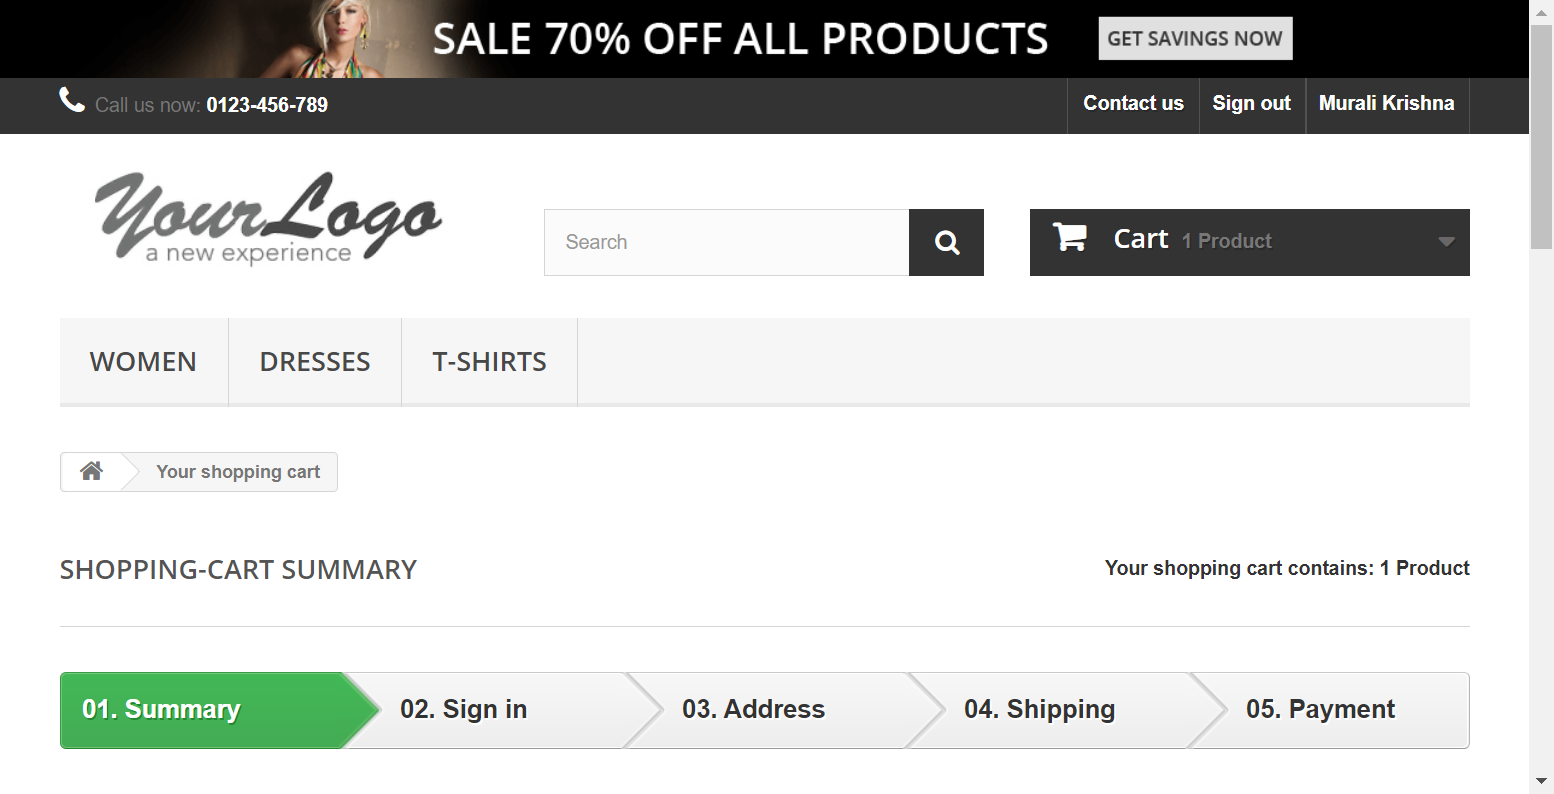 SALE 70% OFF ALL PRODUCTS GET SAVINGS NOW
Call us now: 0123-456-789 Contact us Sign out Murali Krishna
YourLogo
a new experience
Search Cart 1 Product
WOMEN DRESSES T-SHIRTS
Your shopping cart
SHOPPING-CART SUMMARY Your shopping cart contains: 1 Product
01. Summary 02. Sign in 03. Address 04. Shipping 05. Payment